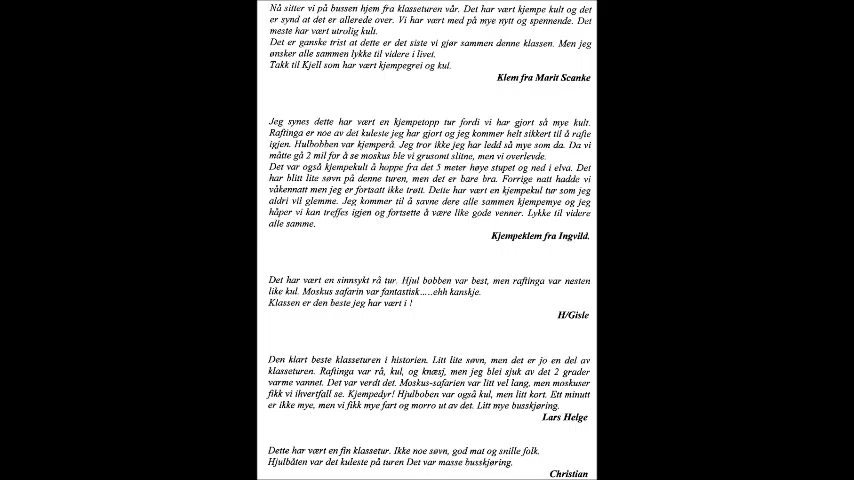 Nå sitter vi på bussen hjem fra klasseturen vår. Det har vært kjempe kult og det
er synd at det er allerede over. Vi har vært med på mye nytt og spennende. Det
meste har vært utrolig kult.
Det er ganske trist at dette er det siste vi gjør sammen denne klassen. Men jeg
ønsker alle sammen lykke til videre i livet.
Takk til Kjell som har vært kjempegrei og kul.
Klem fra Marit Scanke
Jeg synes dette har vært en kjempetopp tur fordi vi har gjort så mye kult.
Raftinga er noe av det kuleste jeg har gjort og jeg kommer helt sikkert til å rafte
igjen. Hulbobben var kjemperå. Jeg tror ikke jeg har ledd så mye som da. Da vi
måtte gå 2 mil for å se moskus ble vi grusomt slitne, men vi overlevde.
Det var også kjempekult å hoppe fra det 5 meter høye stupet og ned i elva. Det
har blitt lite søvn på denne turen, men det er bare bra. Forrige natt hadde vi
våkennatt men jeg er fortsatt ikke trøtt. Dette har vært en kjempekul tur som jeg
aldri vil glemme. Jeg kommer til å savne dere alle sammen kjempemye og jeg
håper vi kan treffes igjen og fortsette å være like gode venner. Lykke til videre
alle samme.
Kjempeklem fra Ingvild.
Det har vært en sinnsykt rå tur. Hjul bobben var best, men raftinga var nesten
like kul. Moskus safarin var fantastisk.....ehh kanskje.
Klassen er den beste jeg har vært i !
H/Gisle
Den klart beste klasseturen i historien. Litt lite søvn, men det er jo en del av
klasseturen. Raftinga var rå, kul, og knæsj, men jeg blei sjuk av det 2 grader
varme vannet. Det var verdt det. Moskus-safarien var litt vel lang, men moskuser
fikk vi ihvertfall se. Kjempedyr! Hjulboben var også kul, men litt kort. Ett minutt
er ikke mye, men vi fikk mye fart og morro ut av det. Litt mye busskjøring.
Lars Helge
Dette har vært en fin klassetur. Ikke noe søvn, god mat og snille folk.
Hjulbåten var det kuleste på turen Det var masse busskjøring.
Christian